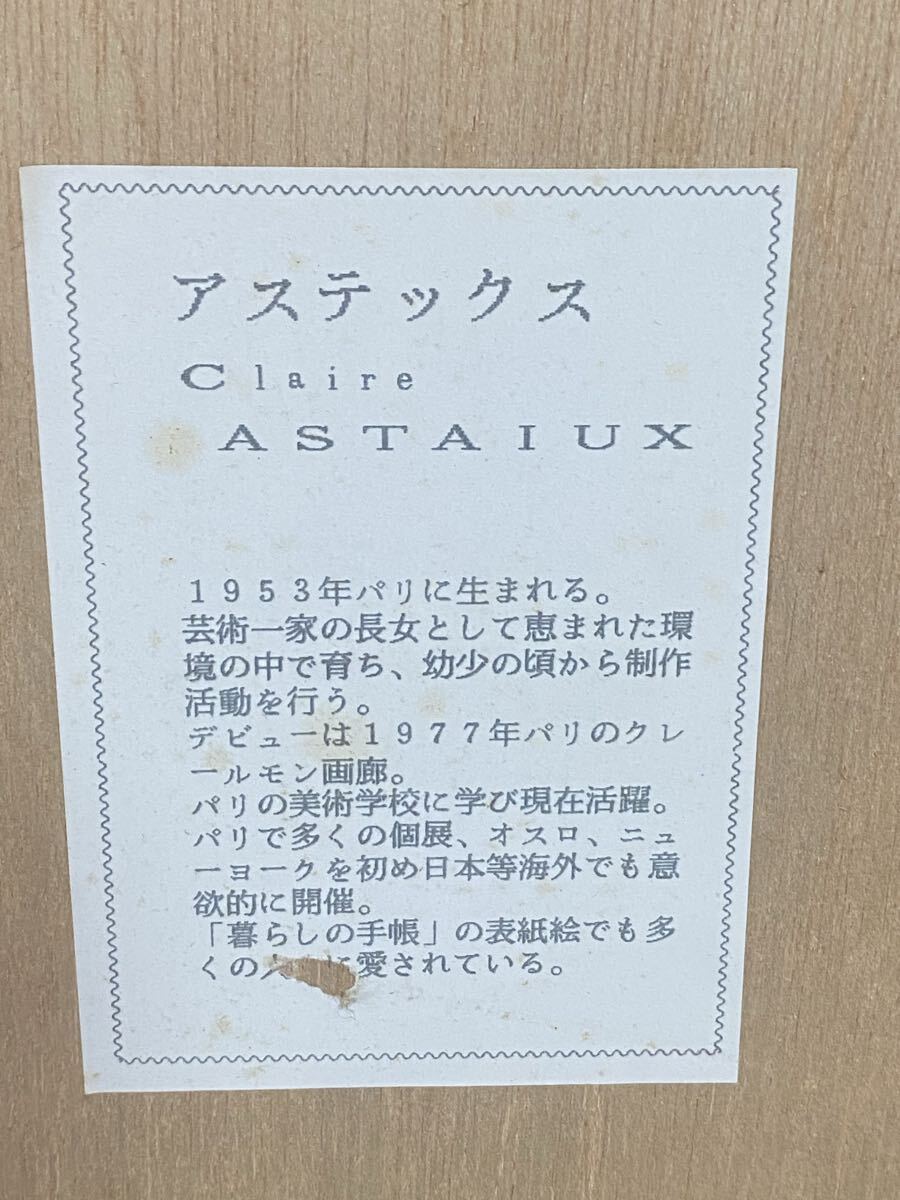 アステックス
Claire
ASTAIUX
1953年パリに生まれる。
芸術一家の長女として恵まれた環
境の中で育ち、幼少の頃から制作
活動を行う。
デビューは1977年パリのクレ
ールモン画廊。
パリの美術学校に学び現在活躍。
パリで多くの個展、オスロ、ニュ
ーヨークを初め日本等海外でも意
欲的に開催。
「暮らしの手帳」の表紙絵でも多
くの人に愛されている。